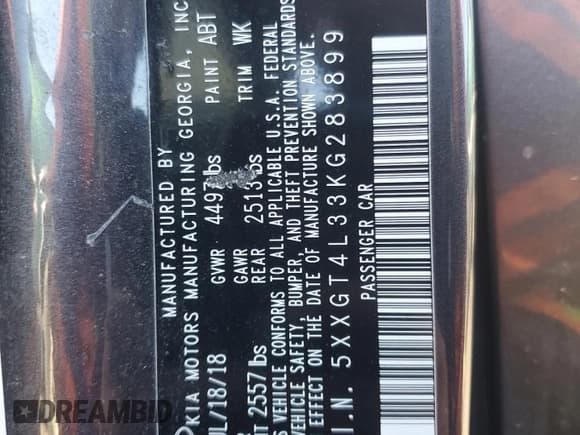 MANUFACTURED BY
KIA MOTORS MANUFACTURING GEORGIA, INC
UL/18/18 PAINT ABT
GVWR 4497 lbs TRIM WK
GAWR
NT 2557 lbs REAR 2513 lbs
S VEHICLE CONFORMS TO ALL APPLICABLE U.S.A. FEDERAL
VEHICLE SAFETY, BUMPER, AND THEFT PREVENTION STANDARDS
EFFECT ON THE DATE OF MANUFACTURE SHOWN ABOVE.
I.N. 5XXGT4L33KG283899
PASSENGER CAR
DREAMBID